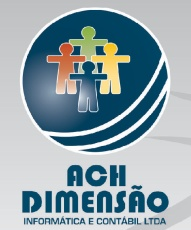 ACH
DIMENSÃO
INFORMÁTICA E CONTÁBIL LTDA